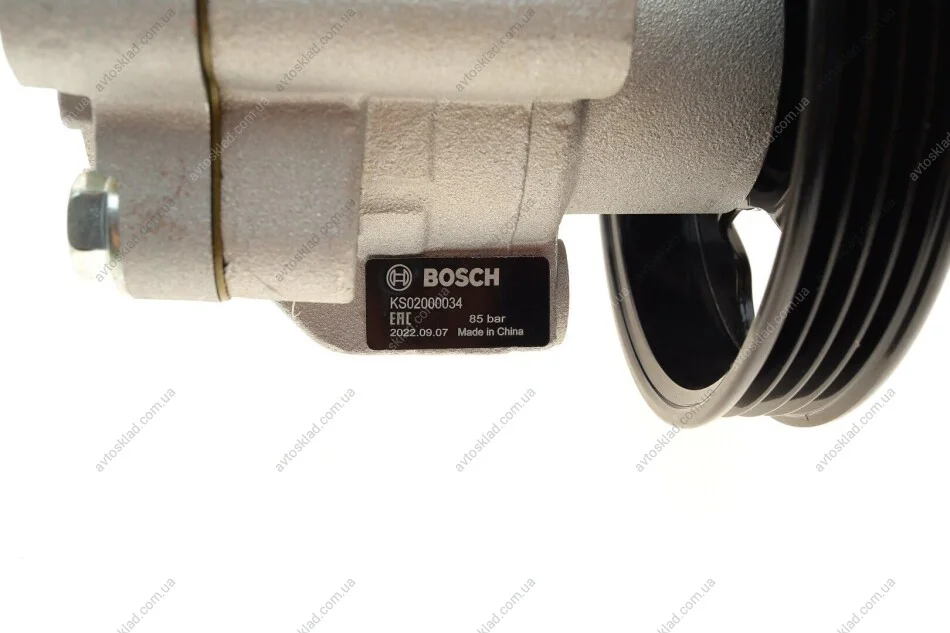 BOSCH
KS02000034
EAC 85 bar
2022.09.07 Made in China
avtosklad.com.ua